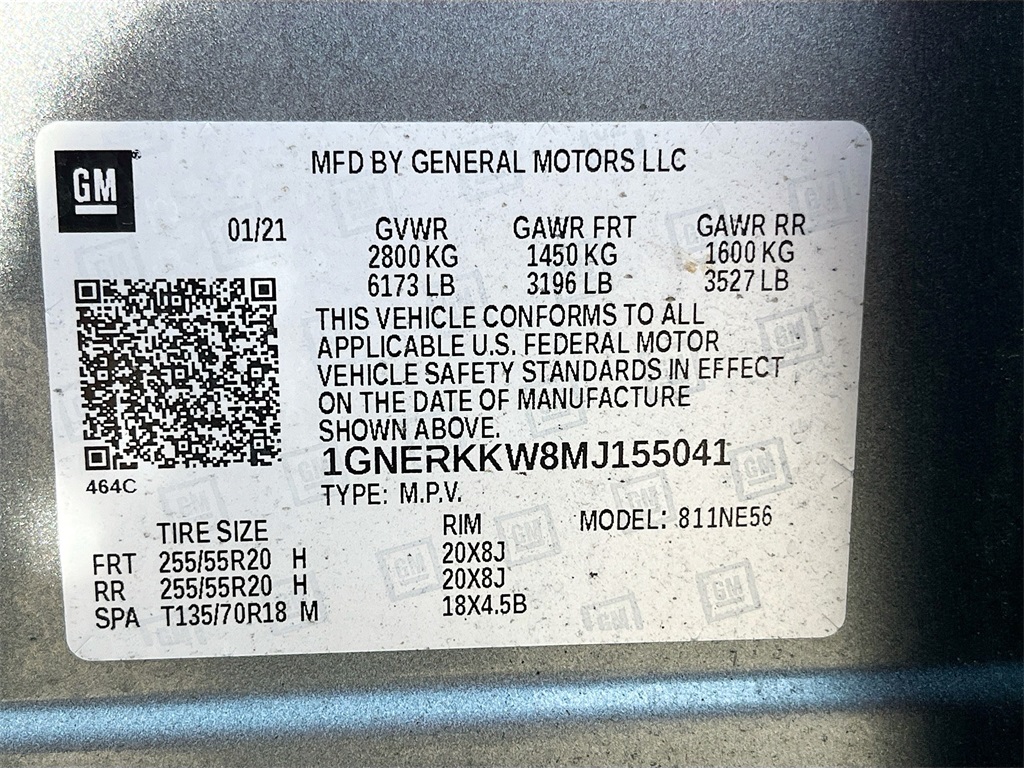 GM
MFD BY GENERAL MOTORS LLC
01/21 GVWR GAWR FRT GAWR RR
2800 KG 1450 KG 1600 KG
6173 LB 3196 LB 3527 LB
THIS VEHICLE CONFORMS TO ALL
APPLICABLE U.S. FEDERAL MOTOR
VEHICLE SAFETY STANDARDS IN EFFECT
ON THE DATE OF MANUFACTURE
SHOWN ABOVE.
1GNERKKW8MJ155041
464C
TYPE: M.P.V.
TIRE SIZE RIM MODEL: 811NE56
FRT 255/55R20 H 20X8J
RR 255/55R20 H 20X8J
SPA T135/70R18 M 18X4.5B